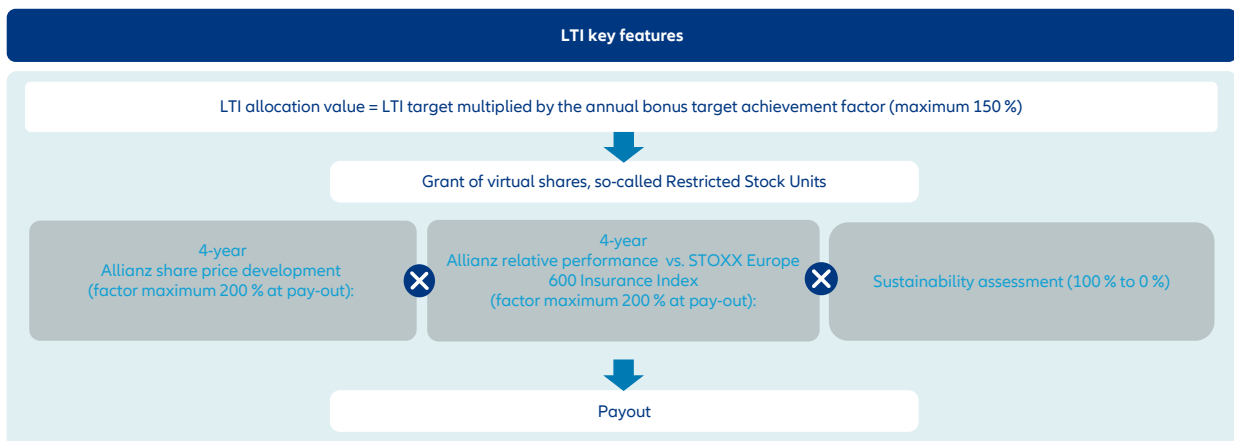 LTI key features
LTI allocation value = LTI target multiplied by the annual bonus target achievement factor (maximum 150 %)
Grant of virtual shares, so-called Restricted Stock Units
4-year
Allianz share price development
(factor maximum 200 % at pay-out):
4-year
Allianz relative performance vs. STOXX Europe
600 Insurance Index
(factor maximum 200 % at pay-out):
Sustainability assessment (100 % to 0 %)
Payout